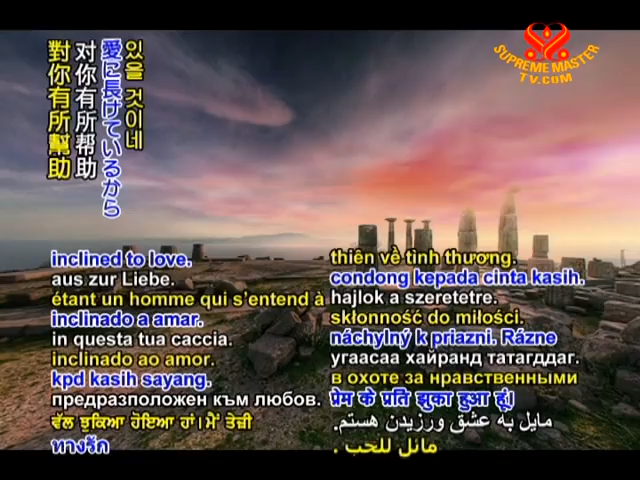 SUPREME MASTER
TV.COM
있을 것이네
愛に長けているから
对你有所帮助
對你有所幫助
inclined to love.
aus zur Liebe.
étant un homme qui s'entend à
inclinado a amar.
in questa tua caccia.
inclinado ao amor.
kpd kasih sayang.
предразположен към любов.
ਵੱਲ ਝੁਕਿਆ ਹੋਇਆ ਹਾਂ। ਮੈਂ ਤੇਜ਼ੀ
ทางรัก
thiên về tình thương.
condong kepada cinta kasih.
hajlok a szeretetre.
skłonność do miłości.
náchylný k priazni. Rázne
угаасаа хайранд татагддаг.
в охоте за нравственными
प्रेम के प्रति झुका हुआ हूं।
مایل به عشق ورزیدن هستم.
مائل للحب .